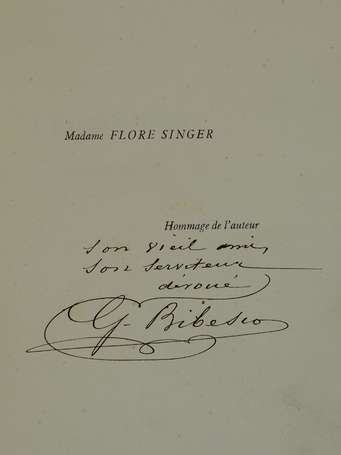 Madame FLORE SINGER
Hommage de l'auteur
son vieil ami,
son serviteur
dévoué
G. Bibesco